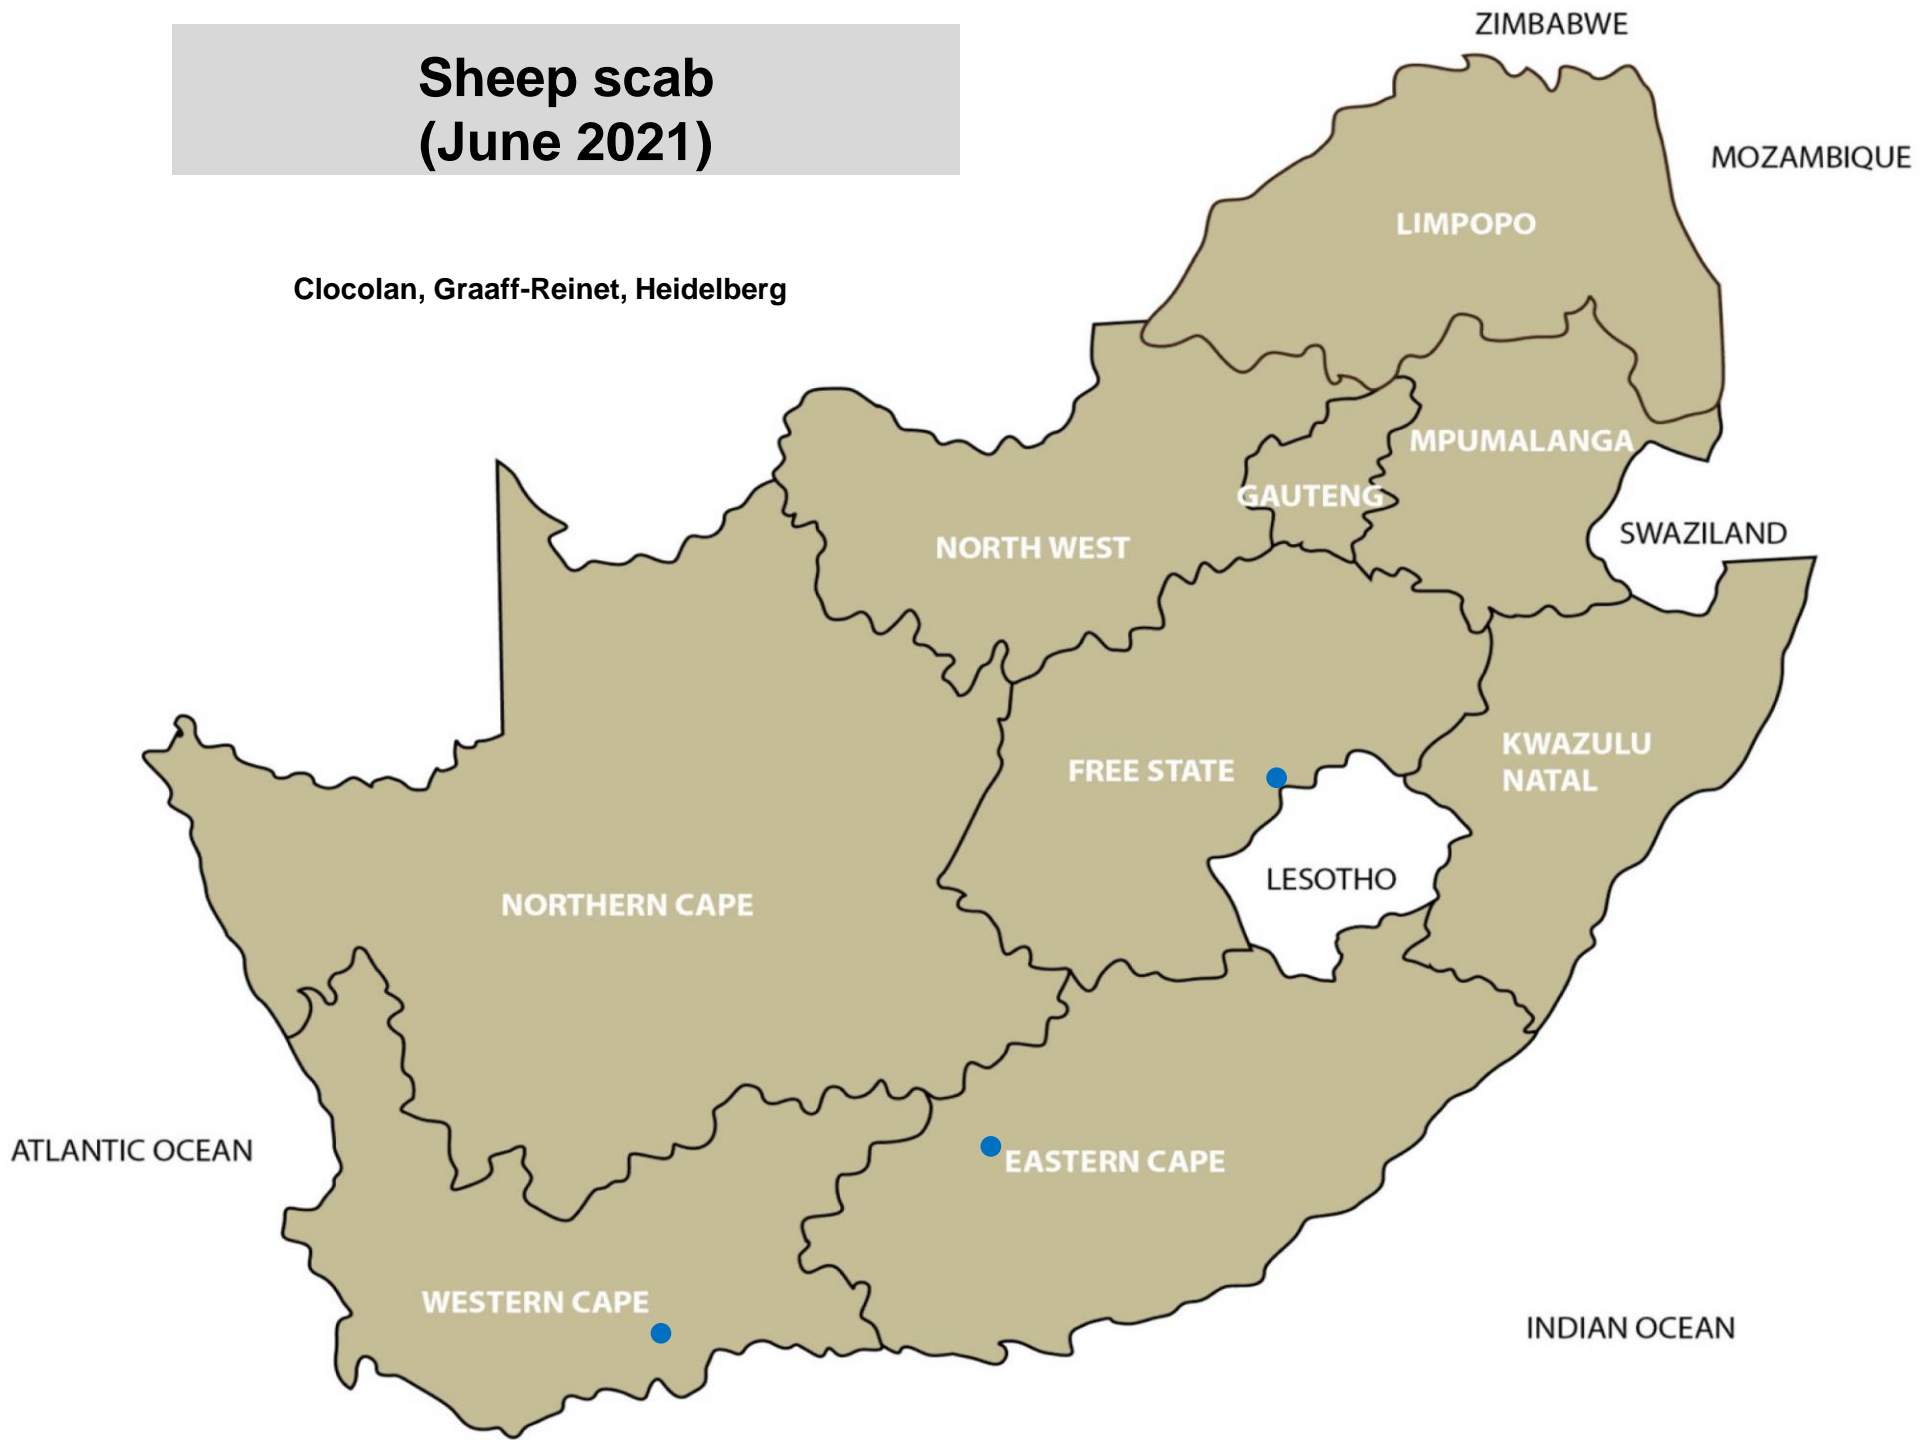 Sheep scab
(June 2021)
Clocolan, Graaff-Reinet, Heidelberg
ZIMBABWE
MOZAMBIQUE
LIMPOPO
MPUMALANGA
GAUTENG
SWAZILAND
NORTH WEST
KWAZULU
NATAL
FREE STATE
LESOTHO
NORTHERN CAPE
ATLANTIC OCEAN
EASTERN CAPE
WESTERN CAPE
INDIAN OCEAN